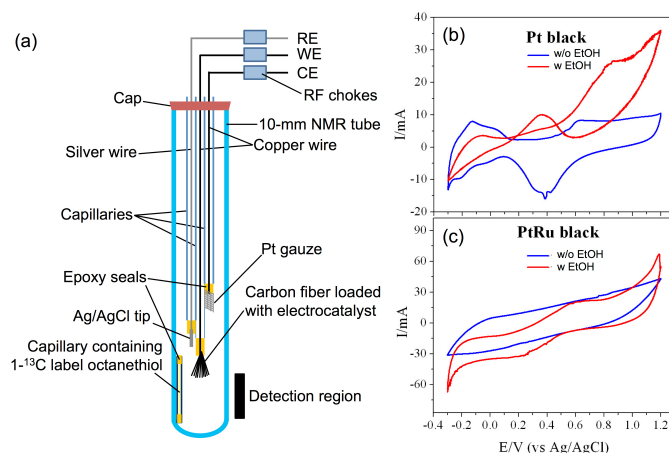 (a)
RE
WE
CE
RF chokes
Cap
10-mm NMR tube
Silver wire
Copper wire
Capillaries
Pt gauze
Epoxy seals
Carbon fiber loaded
with electrocatalyst
Ag/AgCl tip
Capillary containing
1-¹³C label octanethiol
Detection region
(b)
Pt black
w/o EtOH
w EtOH
I/mA
40
30
20
10
0
-10
-20
(c)
PtRu black
w/o EtOH
w EtOH
I/mA
90
60
30
0
-30
-60
-0.4 -0.2 0.0 0.2 0.4 0.6 0.8 1.0 1.2
E/V (vs Ag/AgCl)